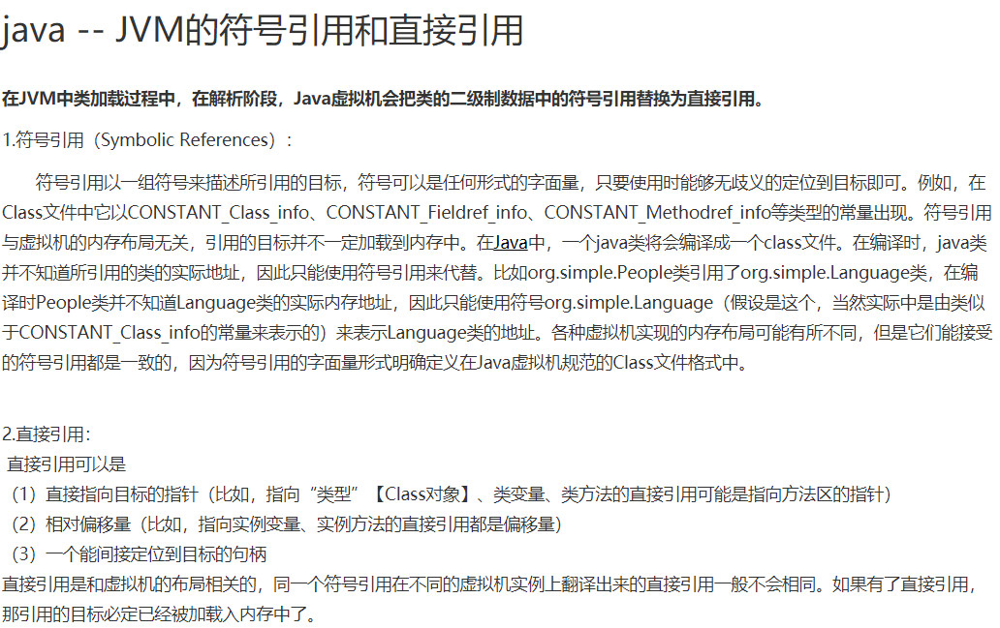 java -- JVM的符号引用和直接引用
在JVM中类加载过程中，在解析阶段，Java虚拟机会把类的二级制数据中的符号引用替换为直接引用。
1.符号引用（Symbolic References）:
符号引用以一组符号来描述所引用的目标，符号可以是任何形式的字面量，只要使用时能够无歧义的定位到目标即可。例如，在
Class文件中它以CONSTANT_Class_info、CONSTANT_Fieldref_info、CONSTANT_Methodref_info等类型的常量出现。符号引用
与虚拟机的内存布局无关，引用的目标并不一定加载到内存中。在Java中，一个java类将会编译成一个class文件。在编译时，java类
并不知道所引用的类的实际地址，因此只能使用符号引用来代替。比如org.simple.People类引用了org.simple.Language类，在编
译时People类并不知道Language类的实际内存地址，因此只能使用符号org.simple.Language（假设是这个，当然实际中是由类似
于CONSTANT_Class_info的常量来表示的）来表示Language类的地址。各种虚拟机实现的内存布局可能有所不同，但是它们能接受
的符号引用都是一致的，因为符号引用的字面量形式明确定义在Java虚拟机规范的Class文件格式中。
2.直接引用:
直接引用可以是
（1）直接指向目标的指针（比如，指向“类型”【Class对象】、类变量、类方法的直接引用可能是指向方法区的指针）
（2）相对偏移量（比如，指向实例变量、实例方法的直接引用都是偏移量）
（3）一个能间接定位到目标的句柄
直接引用是和虚拟机的布局相关的，同一个符号引用在不同的虚拟机实例上翻译出来的直接引用一般不会相同。如果有了直接引用，
那引用的目标必定已经被加载入内存中了。